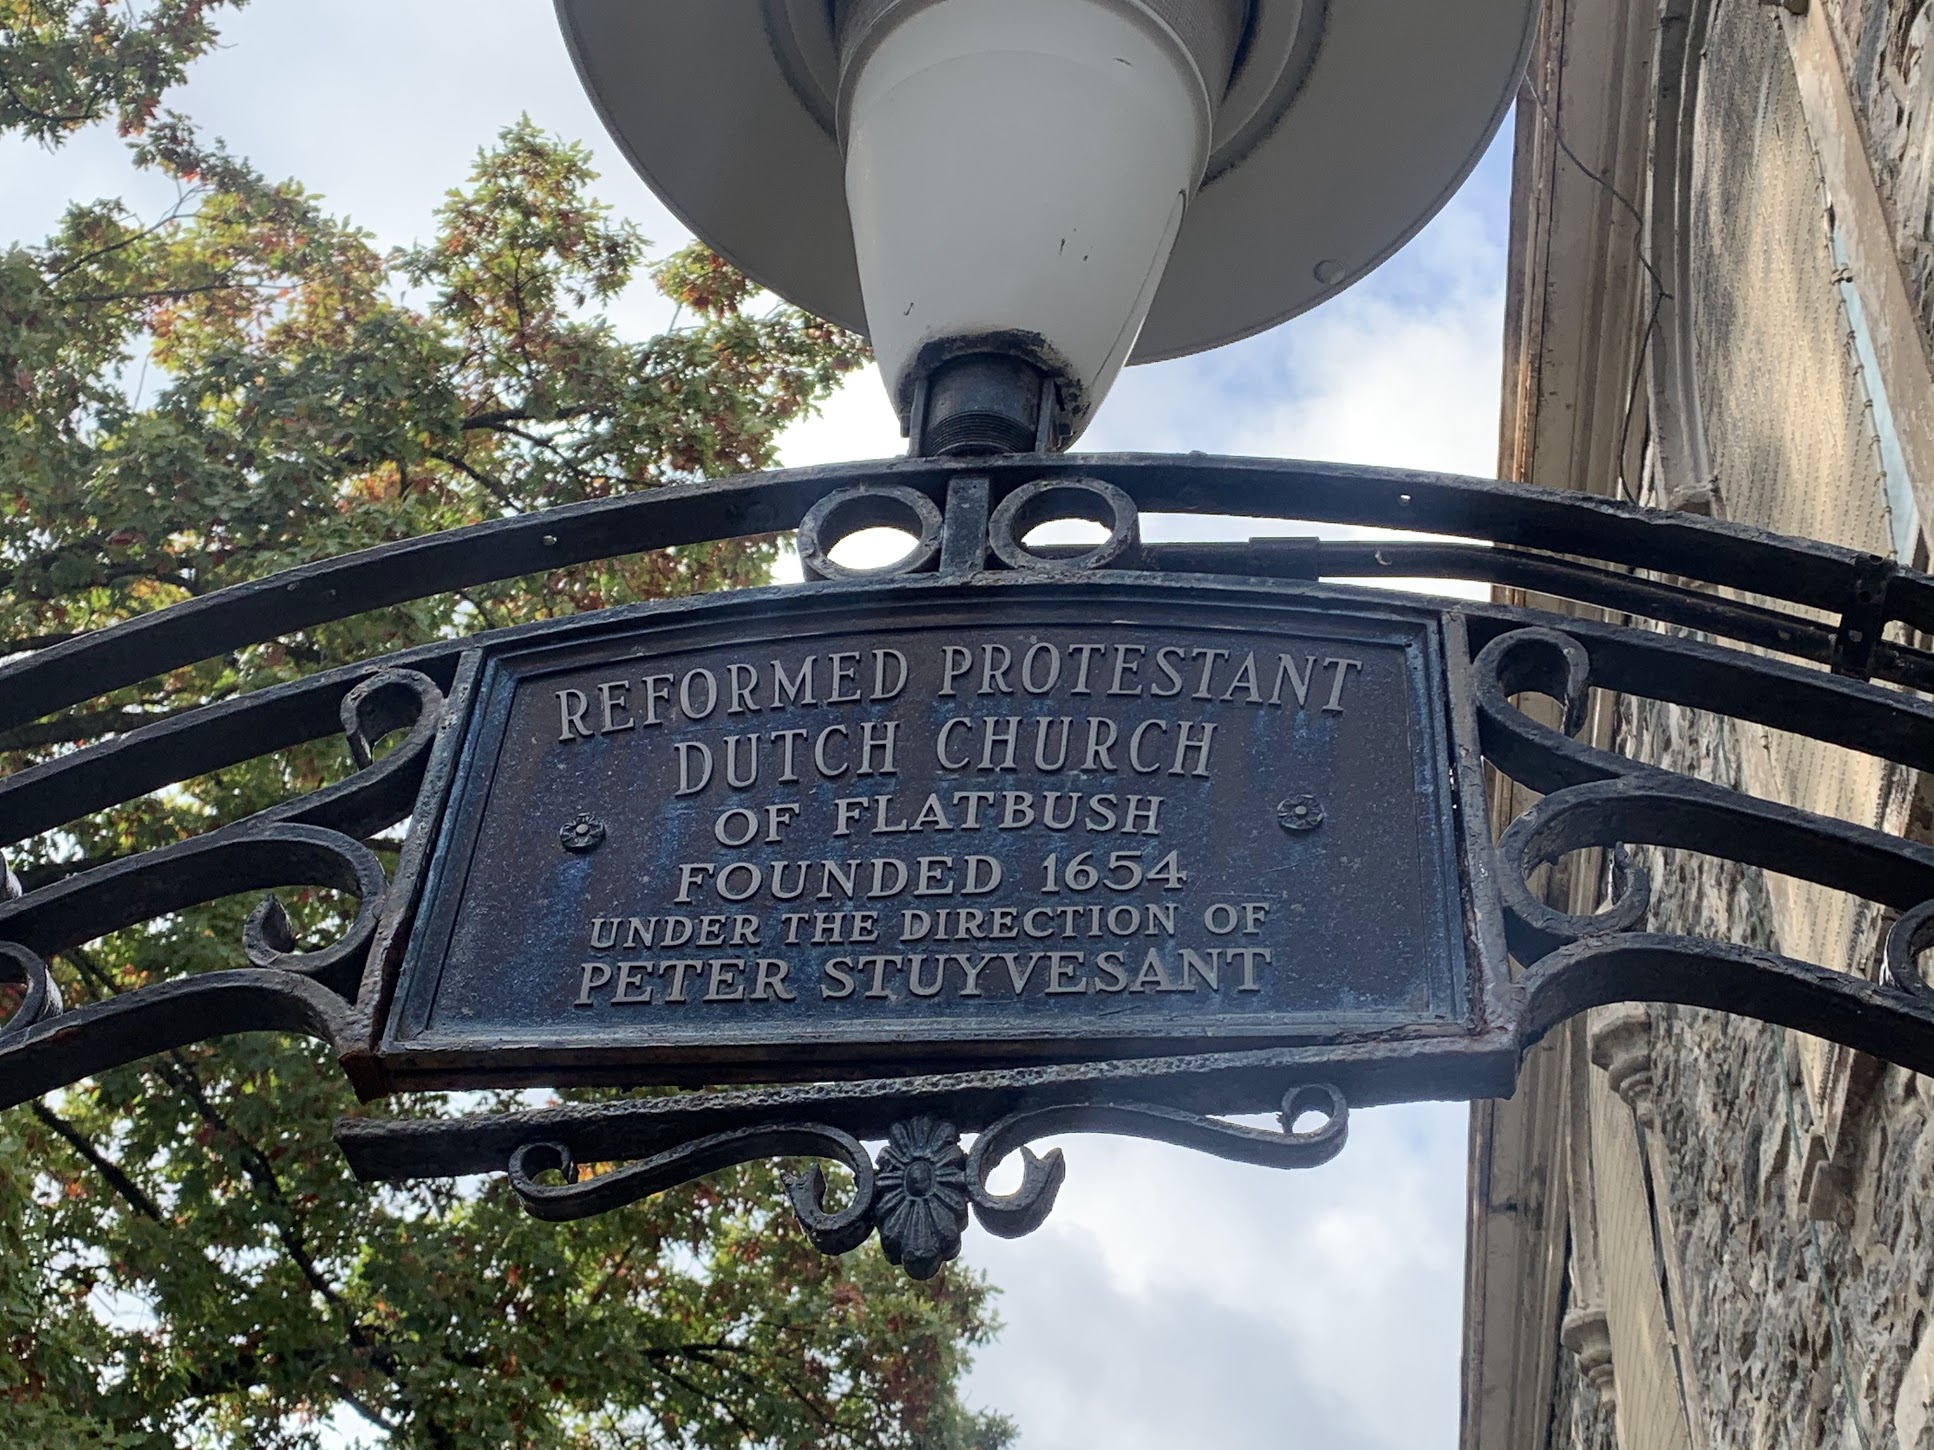 REFORMED PROTESTANT
DUTCH CHURCH
OF FLATBUSH
FOUNDED 1654
UNDER THE DIRECTION OF
PETER STUYVESANT